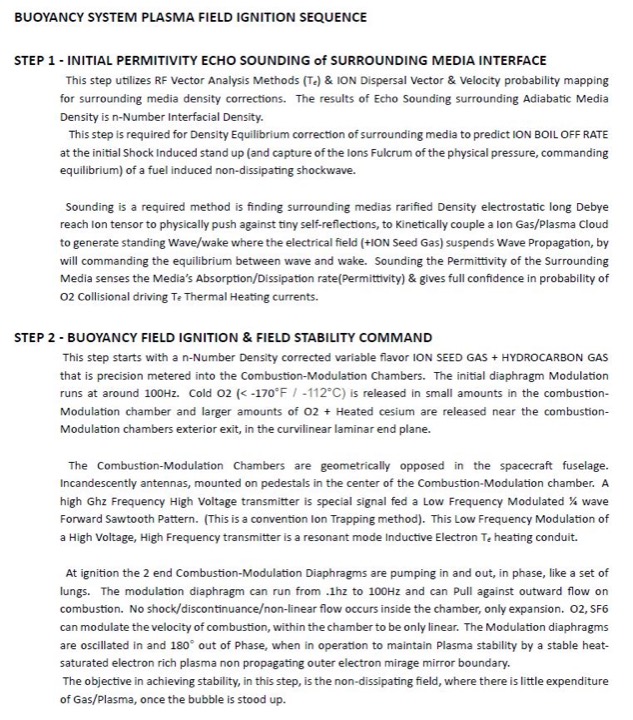 BUOYANCY SYSTEM PLASMA FIELD IGNITION SEQUENCE
STEP 1 - INITIAL PERMITIVITY ECHO SOUNDING of SURROUNDING MEDIA INTERFACE
This step utilizes RF Vector Analysis Methods (Te) & ION Dispersal Vector & Velocity probability mapping
for surrounding media density corrections. The results of Echo Sounding surrounding Adiabatic Media
Density is n-Number Interfacial Density.
This step is required for Density Equilibrium correction of surrounding media to predict ION BOIL OFF RATE
at the initial Shock Induced stand up (and capture of the Ions Fulcrum of the physical pressure, commanding
equilibrium) of a fuel induced non-dissipating shockwave.
Sounding is a required method is finding surrounding medias rarified Density electrostatic long Debye
reach Ion tensor to physically push against tiny self-reflections, to Kinetically couple a Ion Gas/Plasma Cloud
to generate standing Wave/wake where the electrical field (+ION Seed Gas) suspends Wave Propagation, by
will commanding the equilibrium between wave and wake. Sounding the Permittivity of the Surrounding
Media senses the Media's Absorption/Dissipation rate(Permittivity) & gives full confidence in probability of
O2 Collisional driving Te Thermal Heating currents.
STEP 2 - BUOYANCY FIELD IGNITION & FIELD STABILITY COMMAND
This step starts with a n-Number Density corrected variable flavor ION SEED GAS + HYDROCARBON GAS
that is precision metered into the Combustion-Modulation Chambers. The initial diaphragm Modulation
runs at around 100Hz. Cold O2 (< -170°F / -112°C) is released in small amounts in the combustion-
Modulation chamber and larger amounts of O2 + Heated cesium are released near the combustion-
Modulation chambers exterior exit, in the curvilinear laminar end plane.
The Combustion-Modulation Chambers are geometrically opposed in the spacecraft fuselage.
Incandescently antennas, mounted on pedestals in the center of the Combustion-Modulation chamber. A
high Ghz Frequency High Voltage transmitter is special signal fed a Low Frequency Modulated ¼ wave
Forward Sawtooth Pattern. (This is a convention Ion Trapping method). This Low Frequency Modulation of
a High Voltage, High Frequency transmitter is a resonant mode Inductive Electron Te heating conduit.
At ignition the 2 end Combustion-Modulation Diaphragms are pumping in and out, in phase, like a set of
lungs. The modulation diaphragm can run from .1hz to 100Hz and can Pull against outward flow on
combustion. No shock/discontinuance/non-linear flow occurs inside the chamber, only expansion. O2, SF6
can modulate the velocity of combustion, within the chamber to be only linear. The Modulation diaphragms
are oscillated in and 180° out of Phase, when in operation to maintain Plasma stability by a stable heat-
saturated electron rich plasma non propagating outer electron mirage mirror boundary.
The objective in achieving stability, in this step, is the non-dissipating field, where there is little expenditure
of Gas/Plasma, once the bubble is stood up.